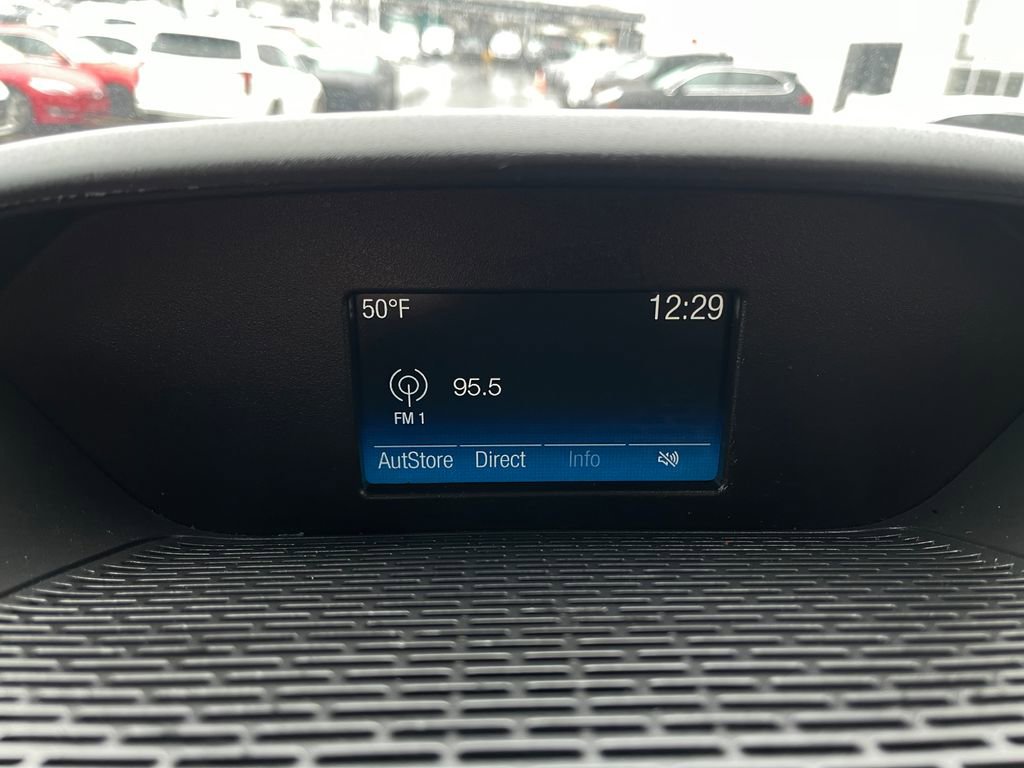 50°F 12:29
95.5
FM 1
AutStore Direct Info